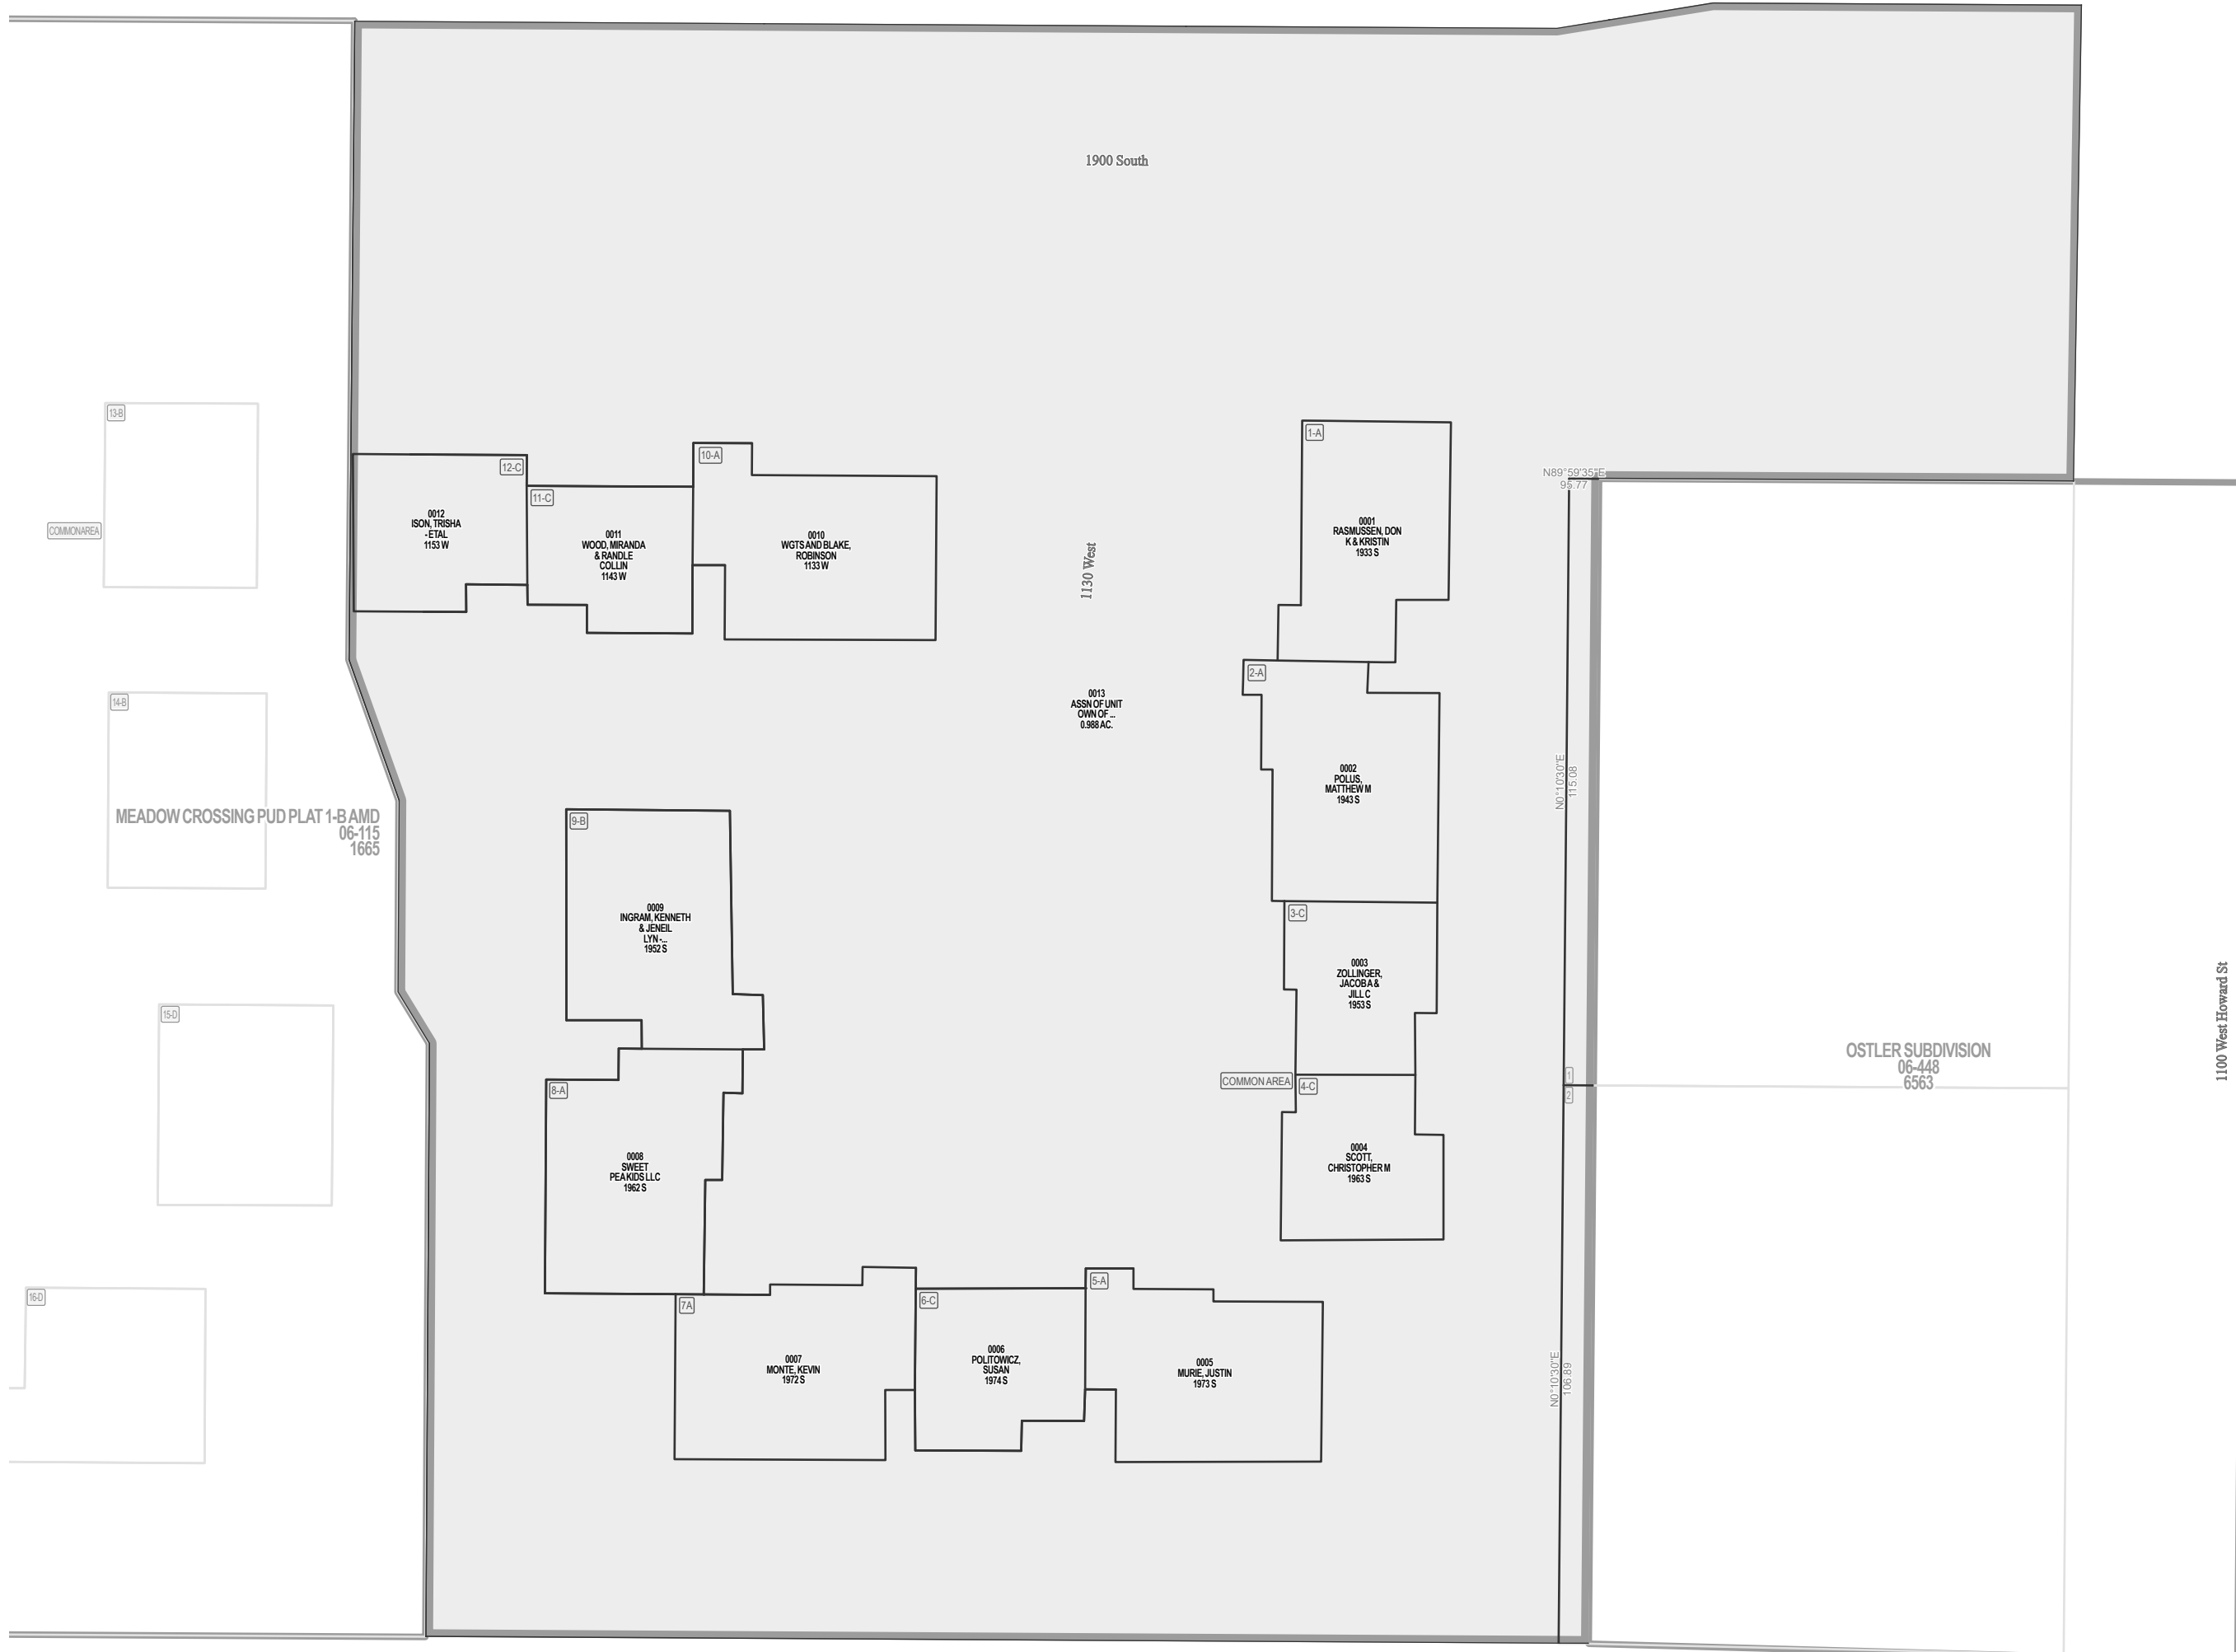 1900 South
13-B
COMMONAREA
12-C
0012
ISON, TRISHA
- ETAL
1153 W
11-C
0011
WOOD, MIRANDA
& RANDLE
COLLIN
1143 W
10-A
0010
WGTS AND BLAKE,
ROBINSON
1133 W
1130 West
1-A
0001
RASMUSSEN, DON
K & KRISTIN
1933 S
N89°59'35"E
95.77
14-B
MEADOW CROSSING PUD PLAT 1-B AMD
06-115
1665
0013
ASSN OF UNIT
OWN OF ...
0.988 AC.
2-A
0002
POLUS,
MATTHEW M
1943 S
N0°10'30"E
115.08
9-B
0009
INGRAM, KENNETH
& JENEIL
LYN -...
1952 S
3-C
0003
ZOLLINGER,
JACOB A &
JILL C
1953 S
15-D
8-A
0008
SWEET
PEA KIDS LLC
1962 S
COMMON AREA
4-C
0004
SCOTT,
CHRISTOPHER M
1963 S
1
2
OSTLER SUBDIVISION
06-448
6563
1100 West Howard St
16-D
7A
0007
MONTE, KEVIN
1972 S
6-C
0006
POLITOWICZ,
SUSAN
1974 S
5-A
0005
MURIE, JUSTIN
1973 S
N0°10'30"E
106.89